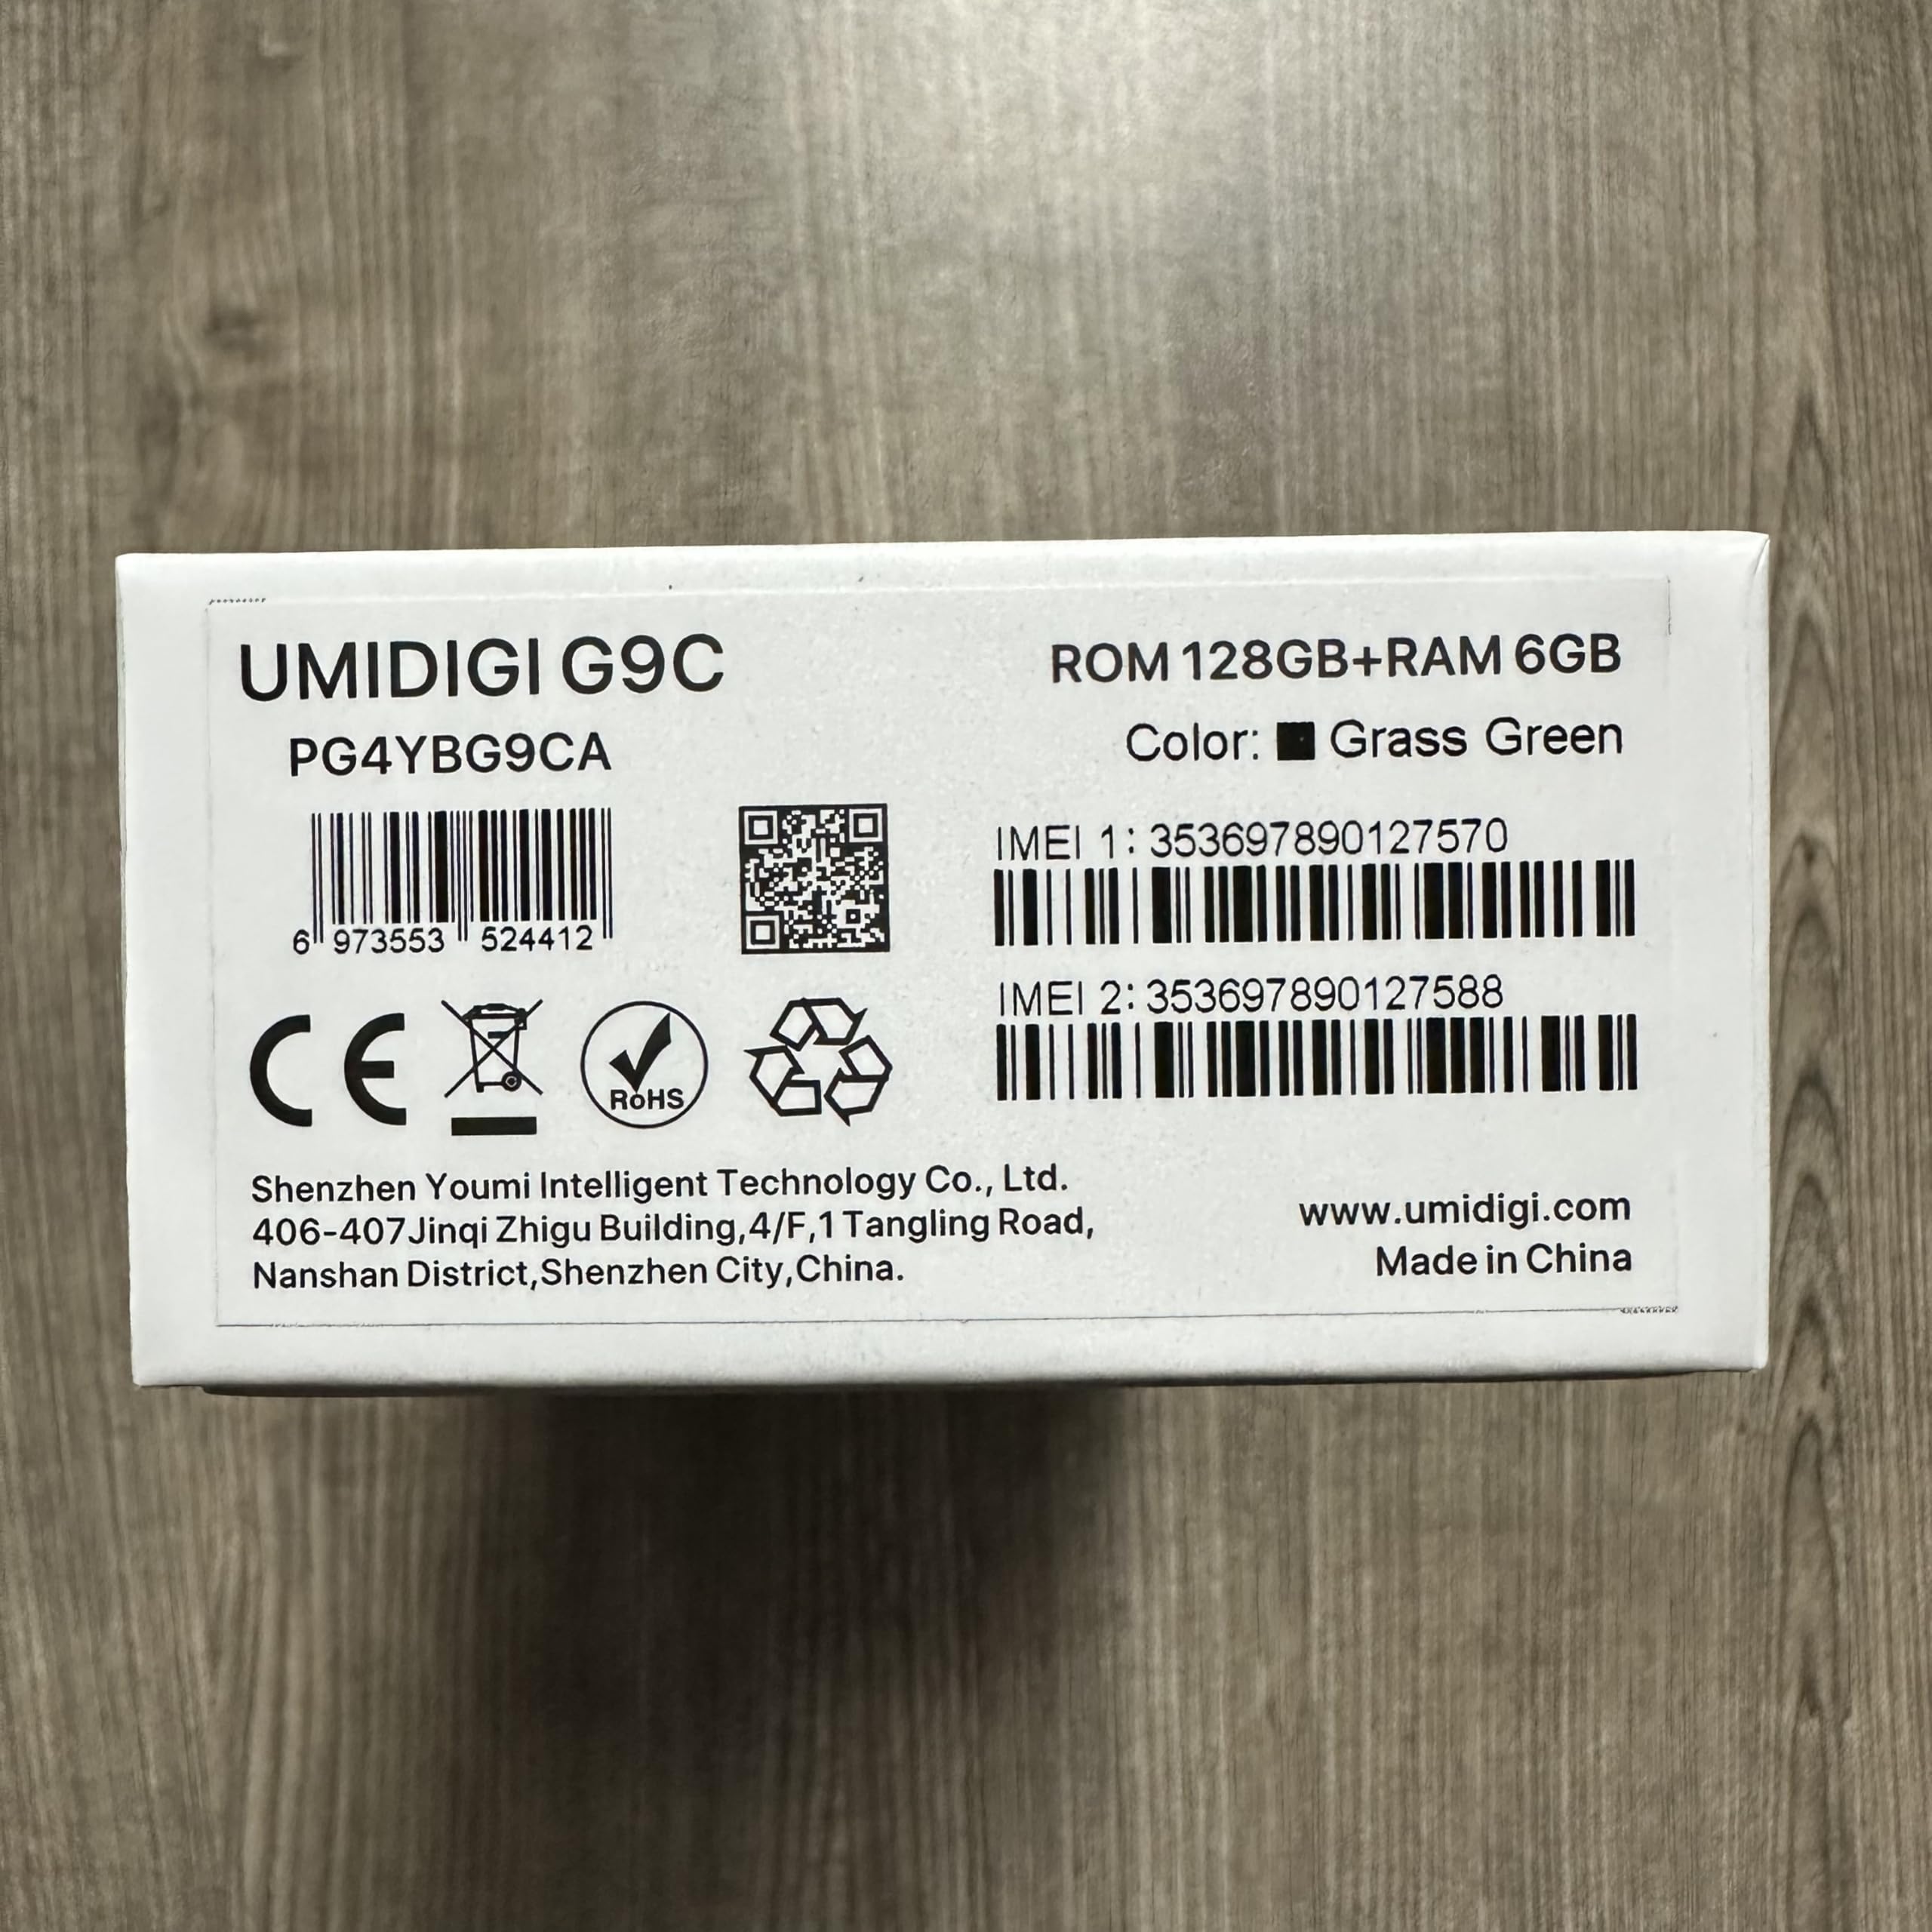 UMIDIGI G9C
PG4YBG9CA
6 973553 524412
ROM 128GB+RAM 6GB
Color: Grass Green
IMEI 1: 353697890127570
IMEI 2: 353697890127588
RoHS
Shenzhen Youmi Intelligent Technology Co., Ltd.
406-407Jinqi Zhigu Building,4/F,1 Tangling Road,
Nanshan District,Shenzhen City,China.
www.umidigi.com
Made in China